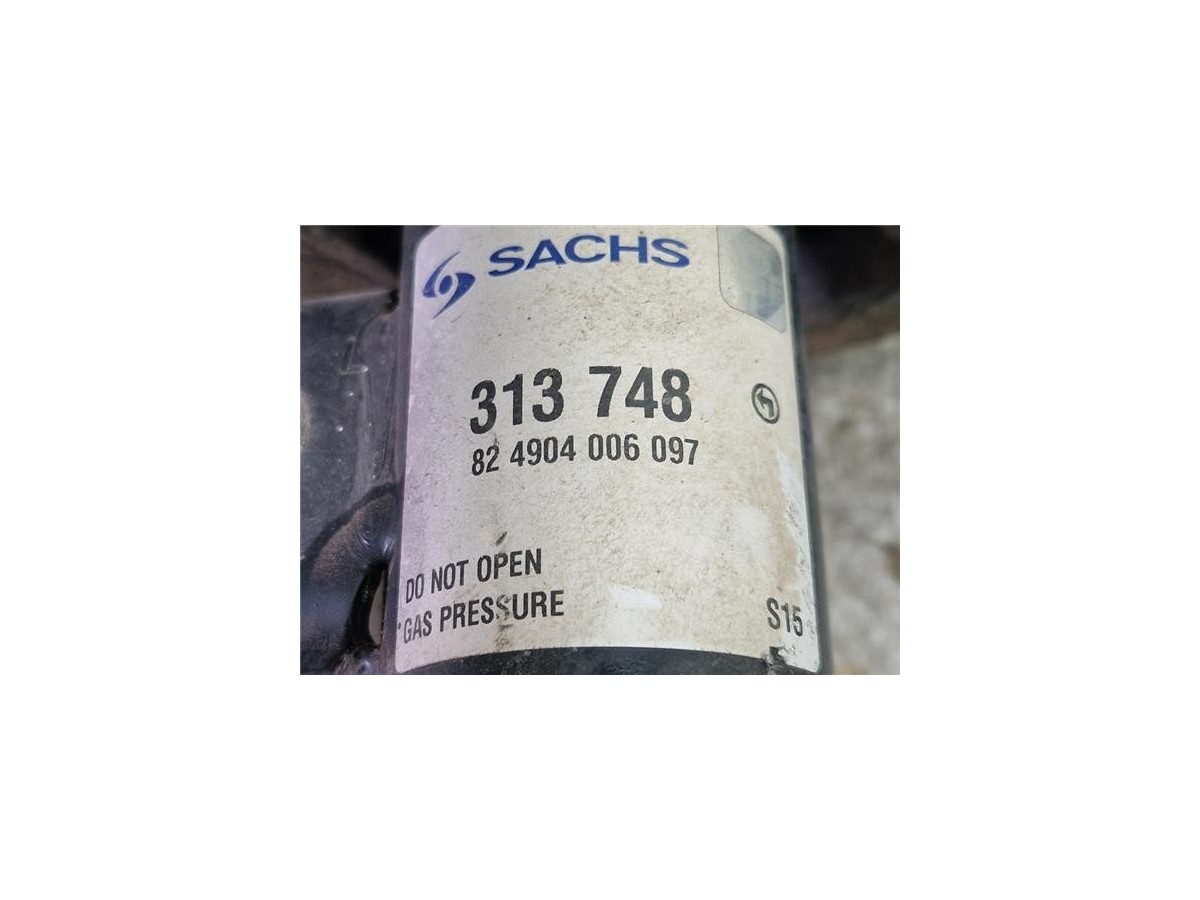 SACHS
313 748
82 4904 006 097
DO NOT OPEN
GAS PRESSURE
S15